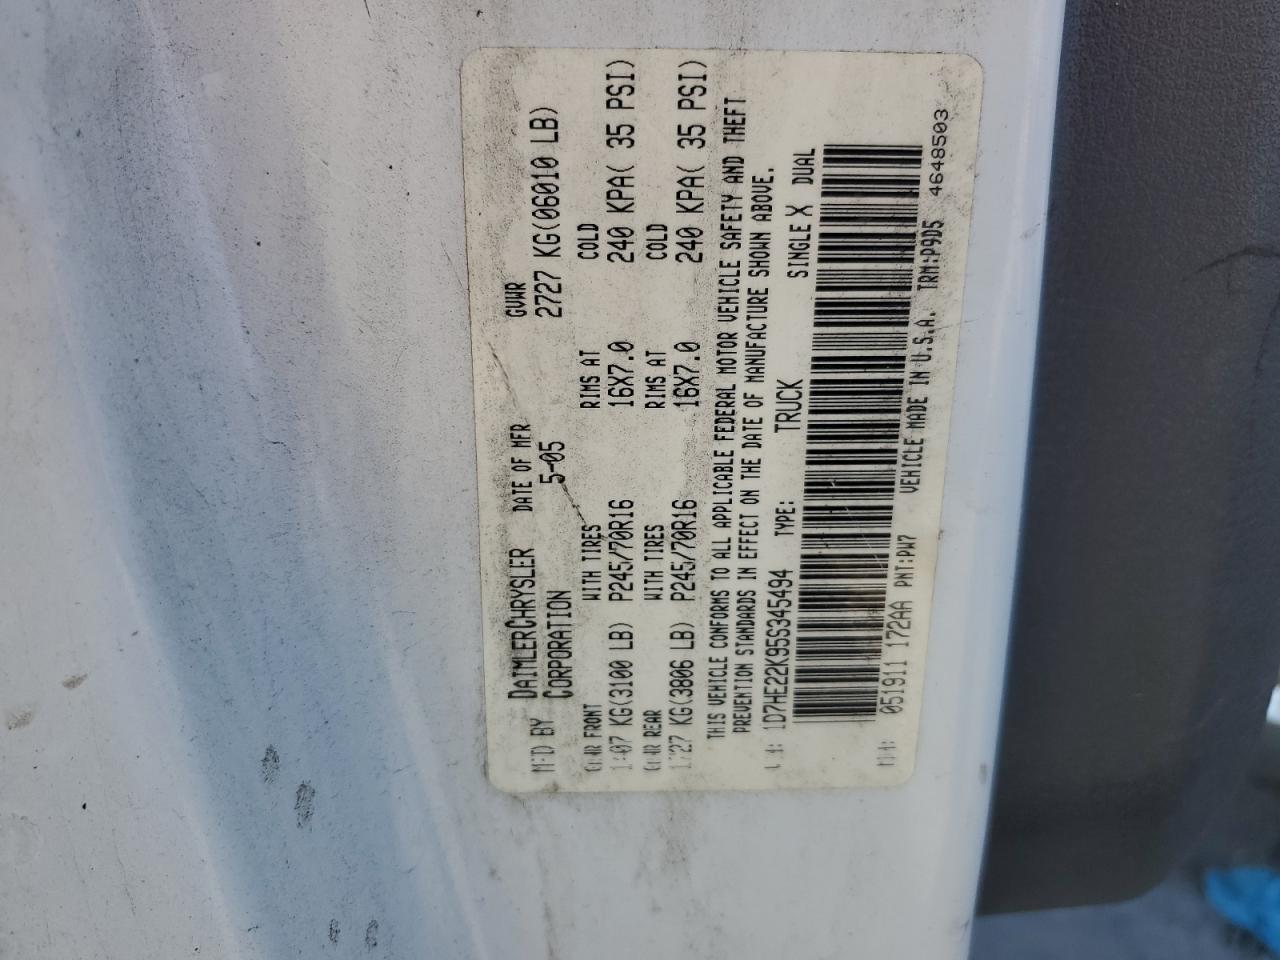 MFD BY DAIMLERCHRYSLER CORPORATION DATE OF MFR 5-05 GVWR 2727 KG(06010 LB)
FRONT WITH TIRES RIMS AT COLD
KG(3100 LB) P245/70R16 16X7.0 240 KPA( 35 PSI)
REAR WITH TIRES RIMS AT COLD
1727 KG(3806 LB) P245/70R16 16X7.0 240 KPA( 35 PSI)
THIS VEHICLE CONFORMS TO ALL APPLICABLE FEDERAL MOTOR VEHICLE SAFETY AND THEFT
PREVENTION STANDARDS IN EFFECT ON THE DATE OF MANUFACTURE SHOWN ABOVE.
1D7HE22K95S345494 TYPE: TRUCK SINGLE X DUAL
051911 172AA PNT:PW7 VEHICLE MADE IN U.S.A. TRM:P9D5 4648503